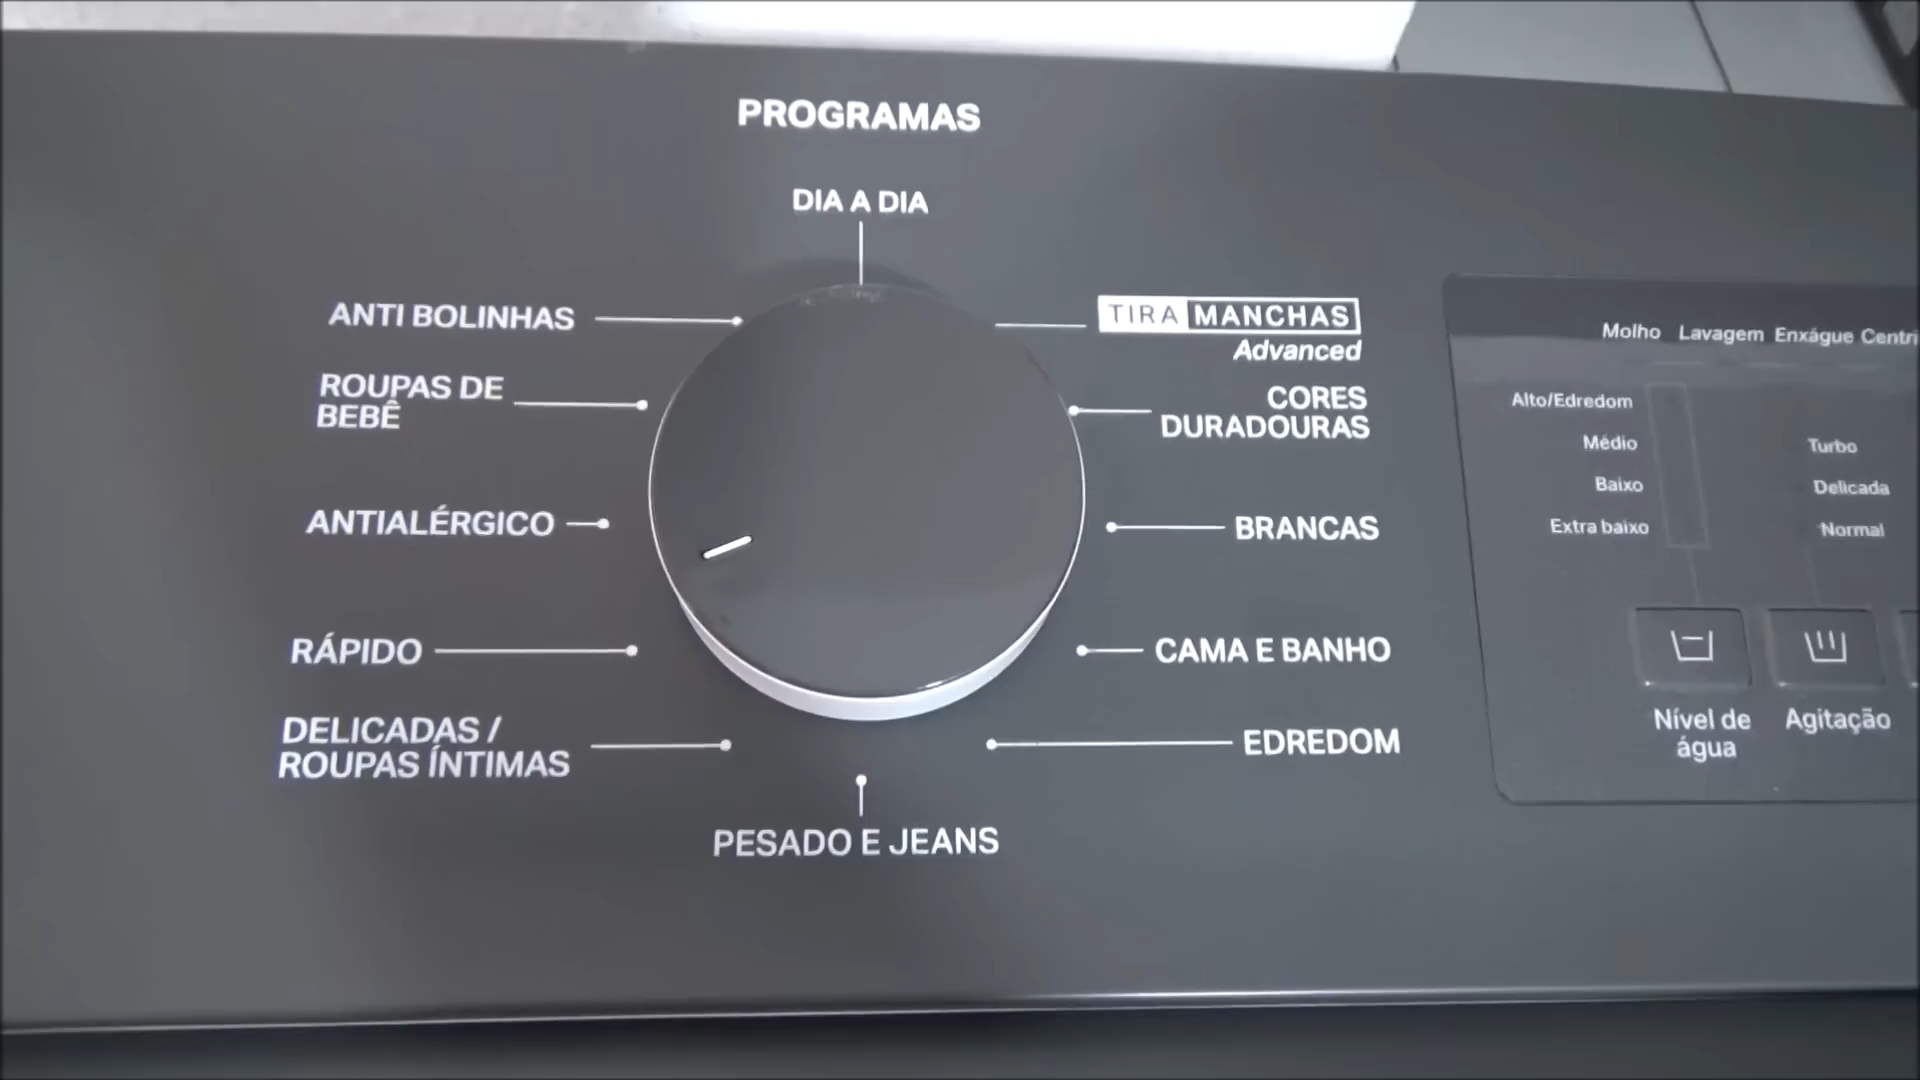 PROGRAMAS
DIA A DIA
ANTI BOLINHAS
ROUPAS DE
BEBÊ
ANTIALÉRGICO
RÁPIDO
DELICADAS /
ROUPAS ÍNTIMAS
PESADO E JEANS
TIRA MANCHAS
Advanced
CORES
DURADOURAS
BRANCAS
CAMA E BANHO
EDREDOM
Molho Lavagem Enxágue Centri
Alto/Edredom
Médio
Baixo
Extra baixo
Turbo
Delicada
Normal
Nível de
água
Agitação